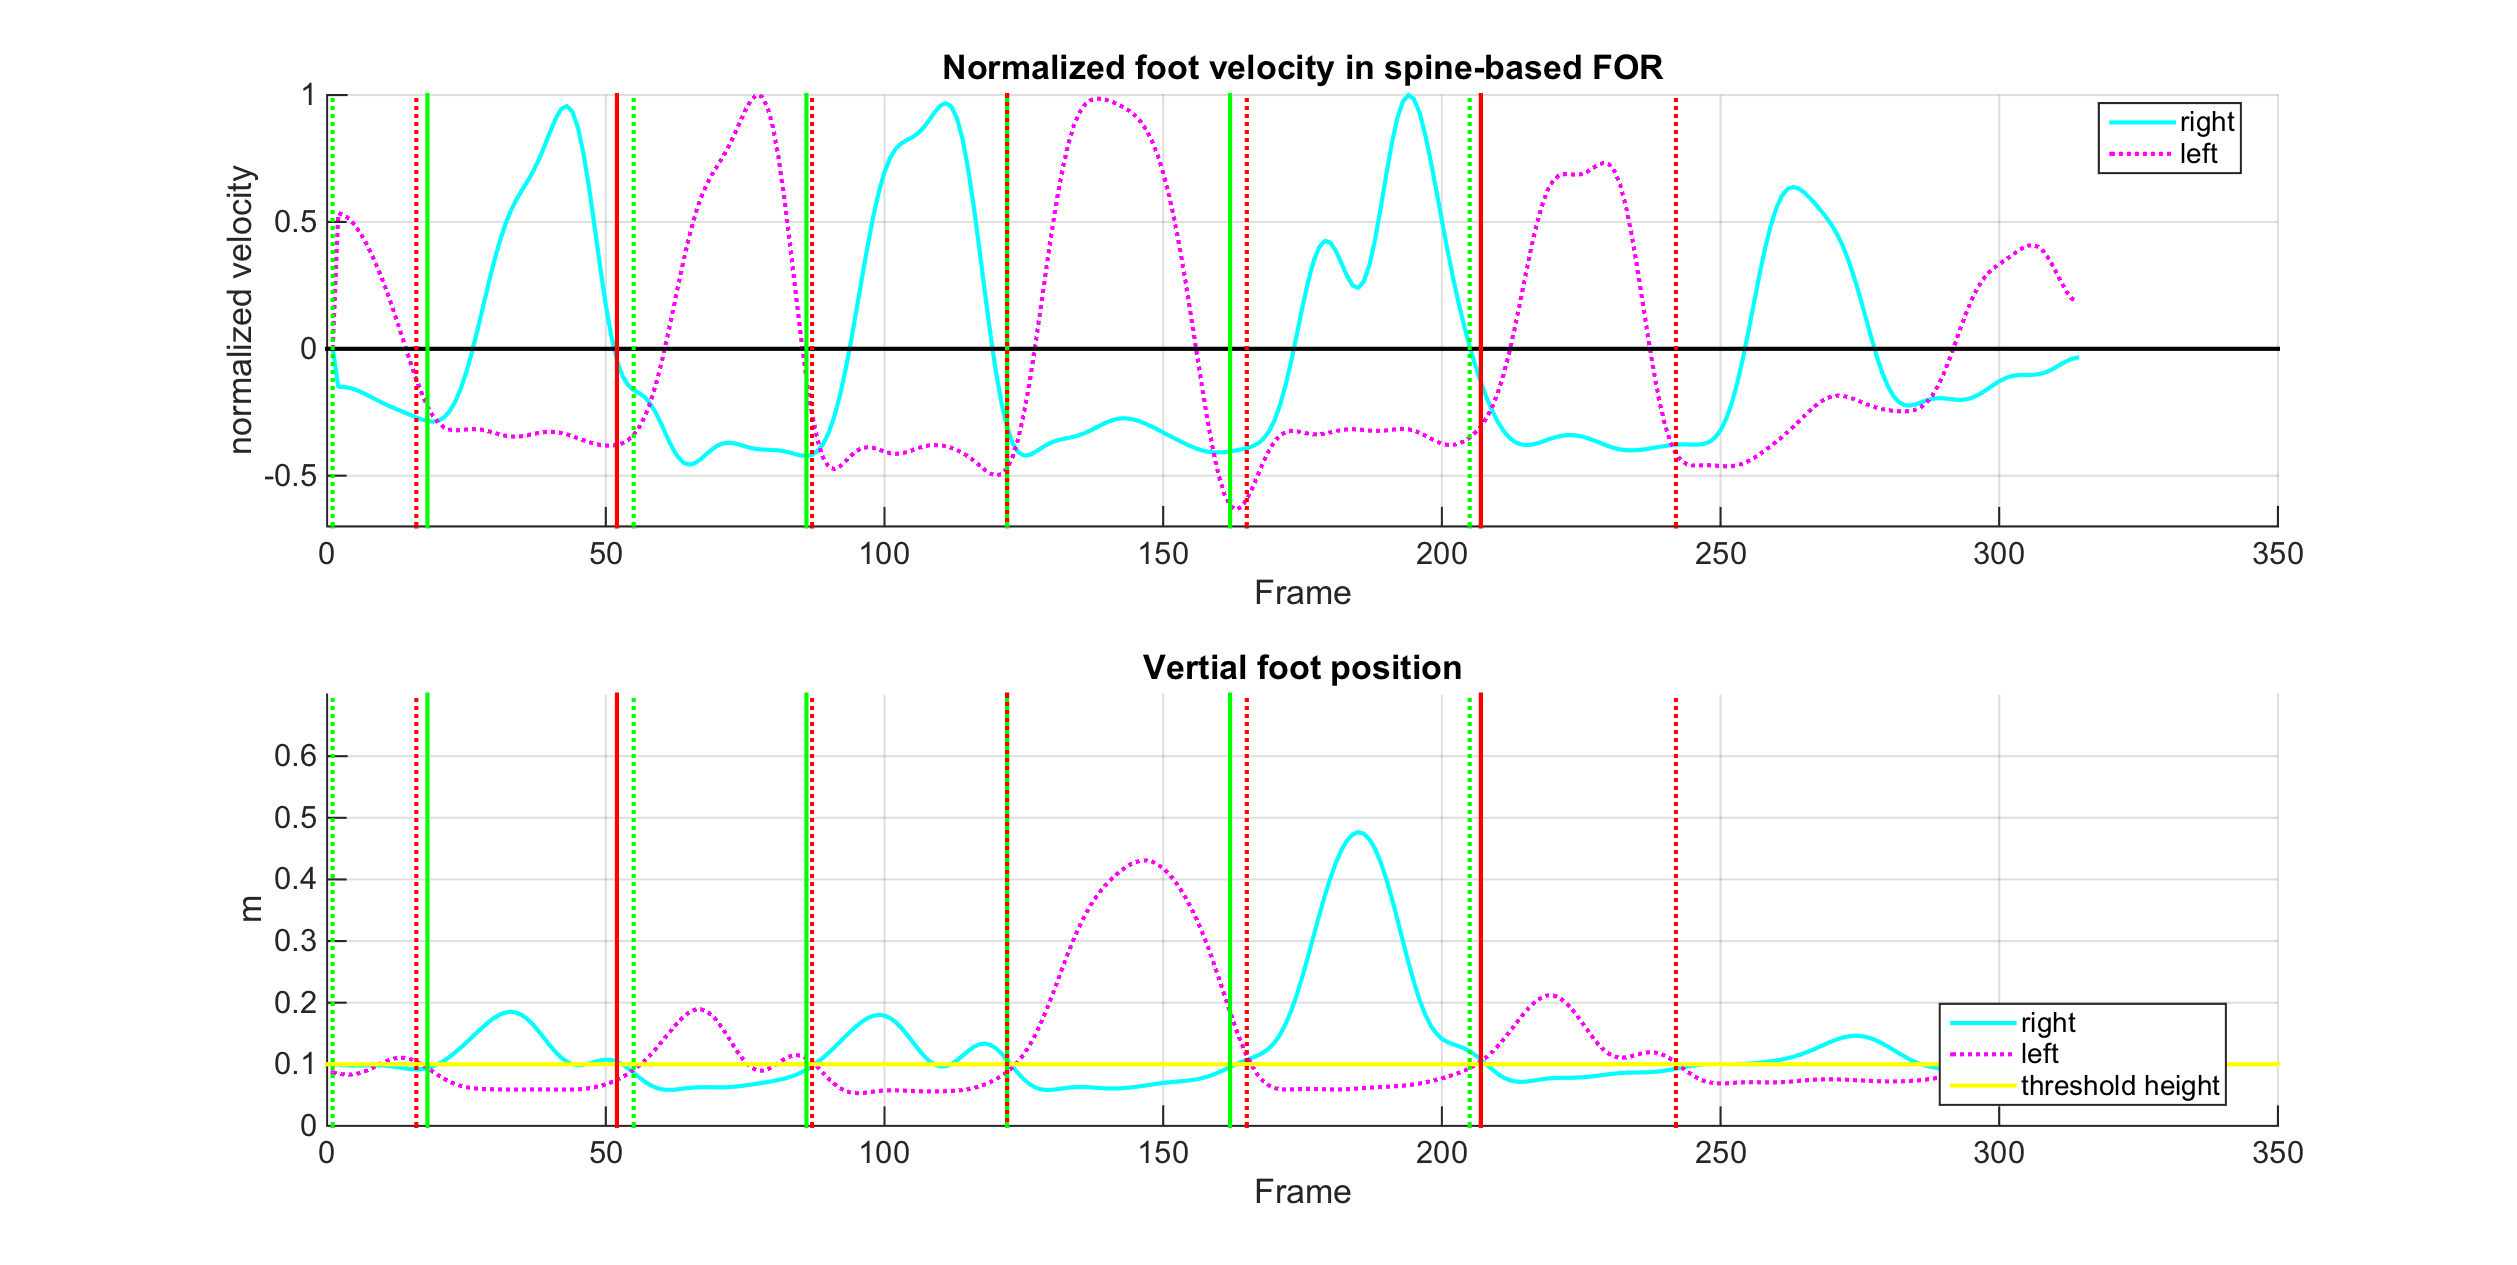 Normalized foot velocity in spine-based FOR
normalized velocity
1
0.5
0
-0.5
right
left
0 50 100 150 200 250 300 350
Frame
Vertial foot position
m
0.6
0.5
0.4
0.3
0.2
0.1
0
right
left
threshold height
0 50 100 150 200 250 300 350
Frame